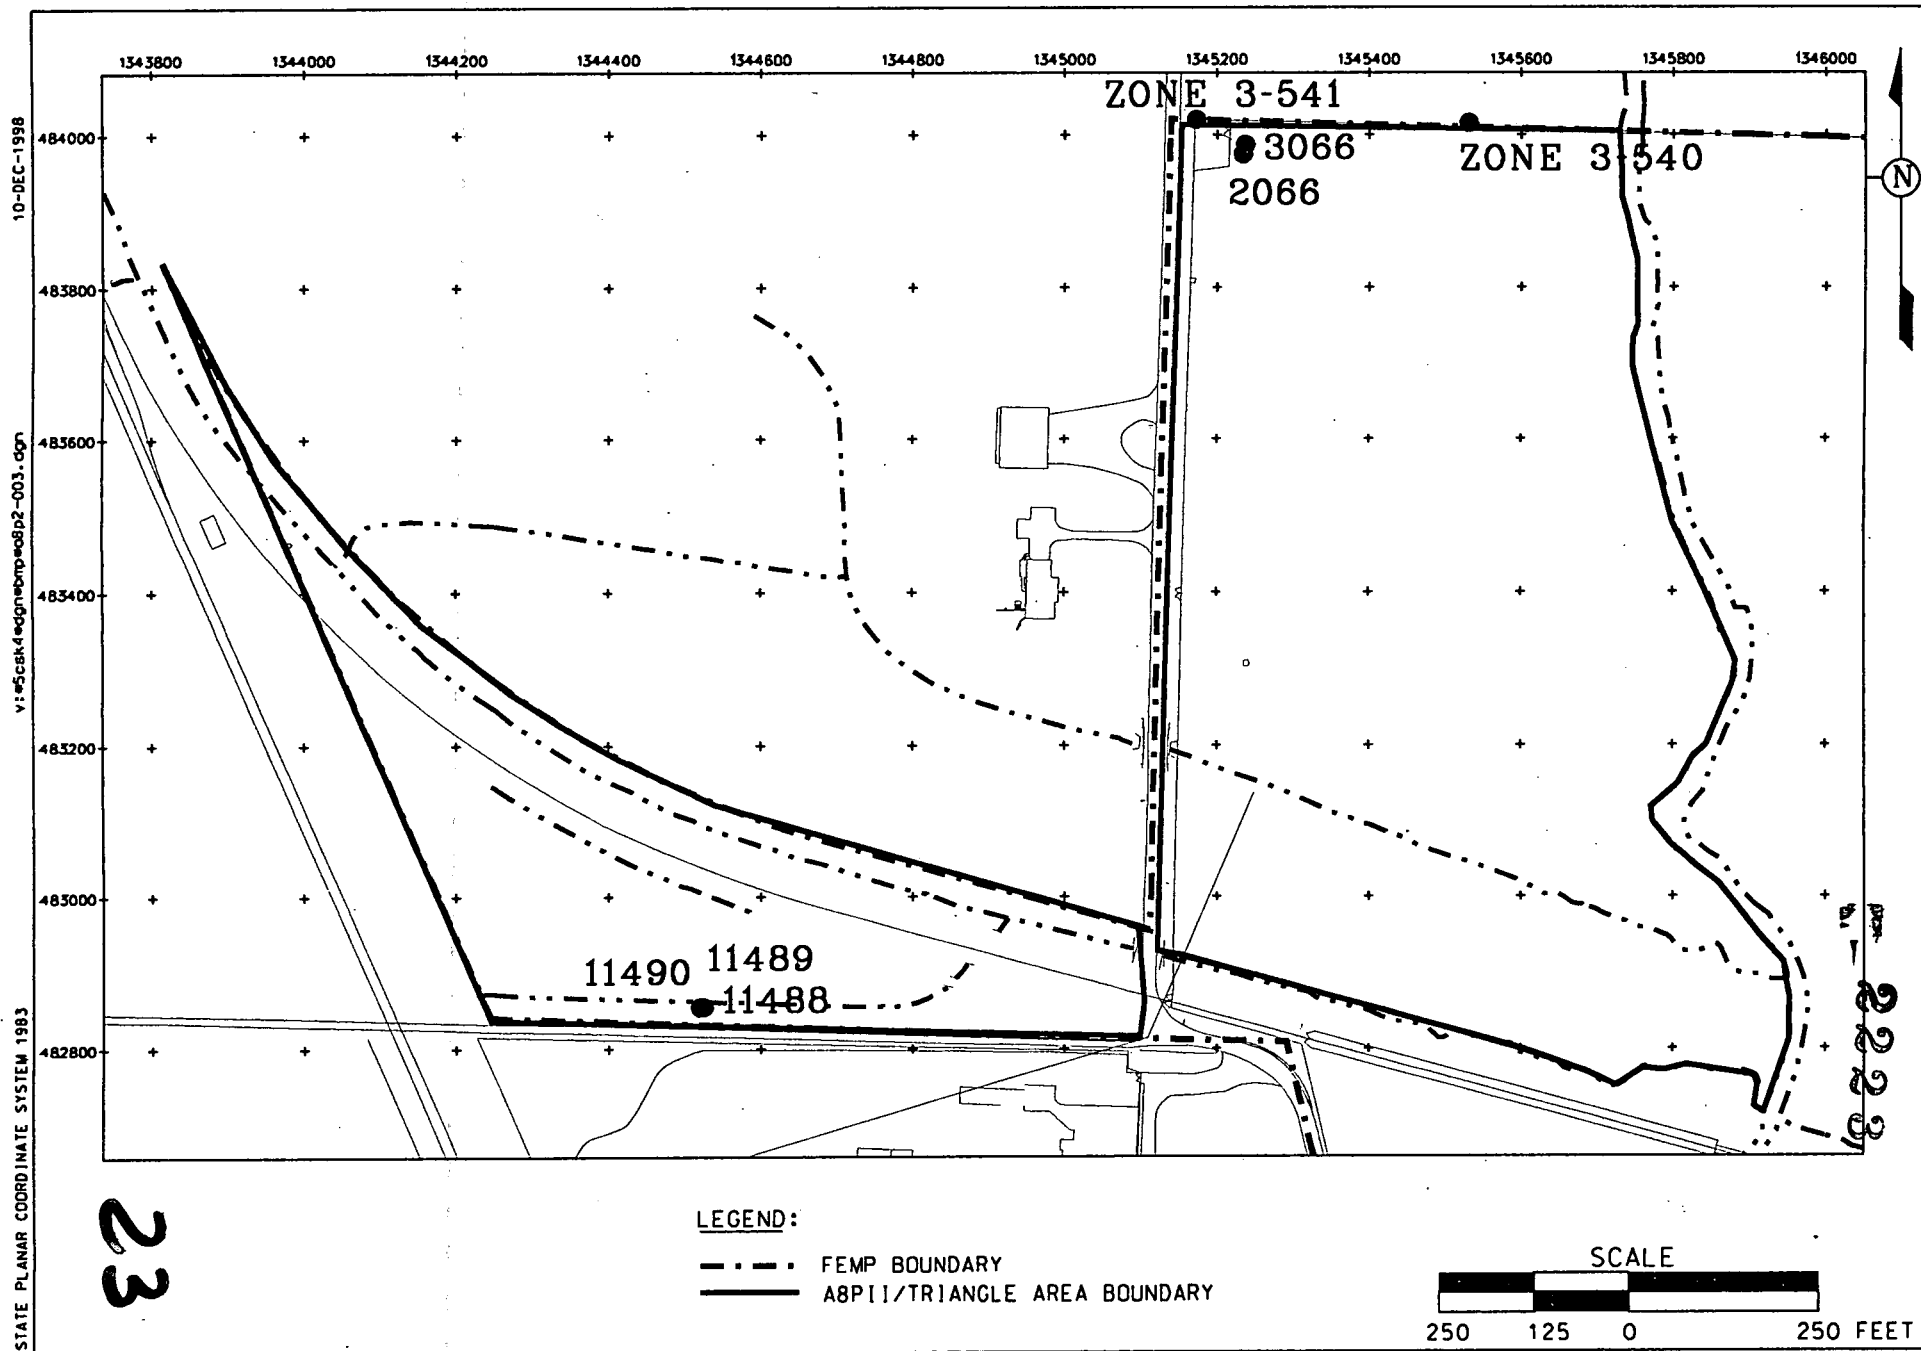 1343800 1344000 1344200 1344400 1344600 1344800 1345000 1345200 1345400 1345600 1345800 1346000
ZONE 3-541
484000
3066
ZONE 3-540
2066
N
483800
483600
483400
483200
483000
11490 11489
11488
482800
10-DEC-1998
STATE PLANAR COORDINATE SYSTEM 1983
2220
23
LEGEND:
FEMP BOUNDARY
A8PII/TRIANGLE AREA BOUNDARY
SCALE
250 125 0 250 FEET